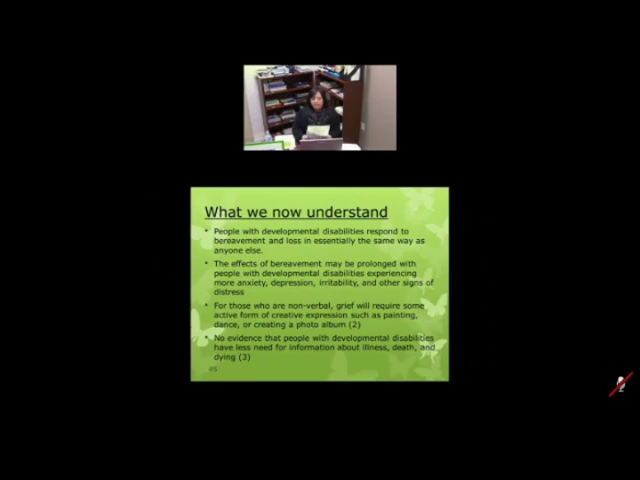 What we now understand
• People with developmental disabilities respond to
bereavement and loss in essentially the same way as
anyone else.
• The effects of bereavement may be prolonged with
people with developmental disabilities experiencing
more anxiety, depression, irritability, and other signs of
distress
• For those who are non-verbal, grief will require some
active form of creative expression such as painting,
dance, or creating a photo album (2)
• No evidence that people with developmental disabilities
have less need for information about illness, death, and
dying (3)
45